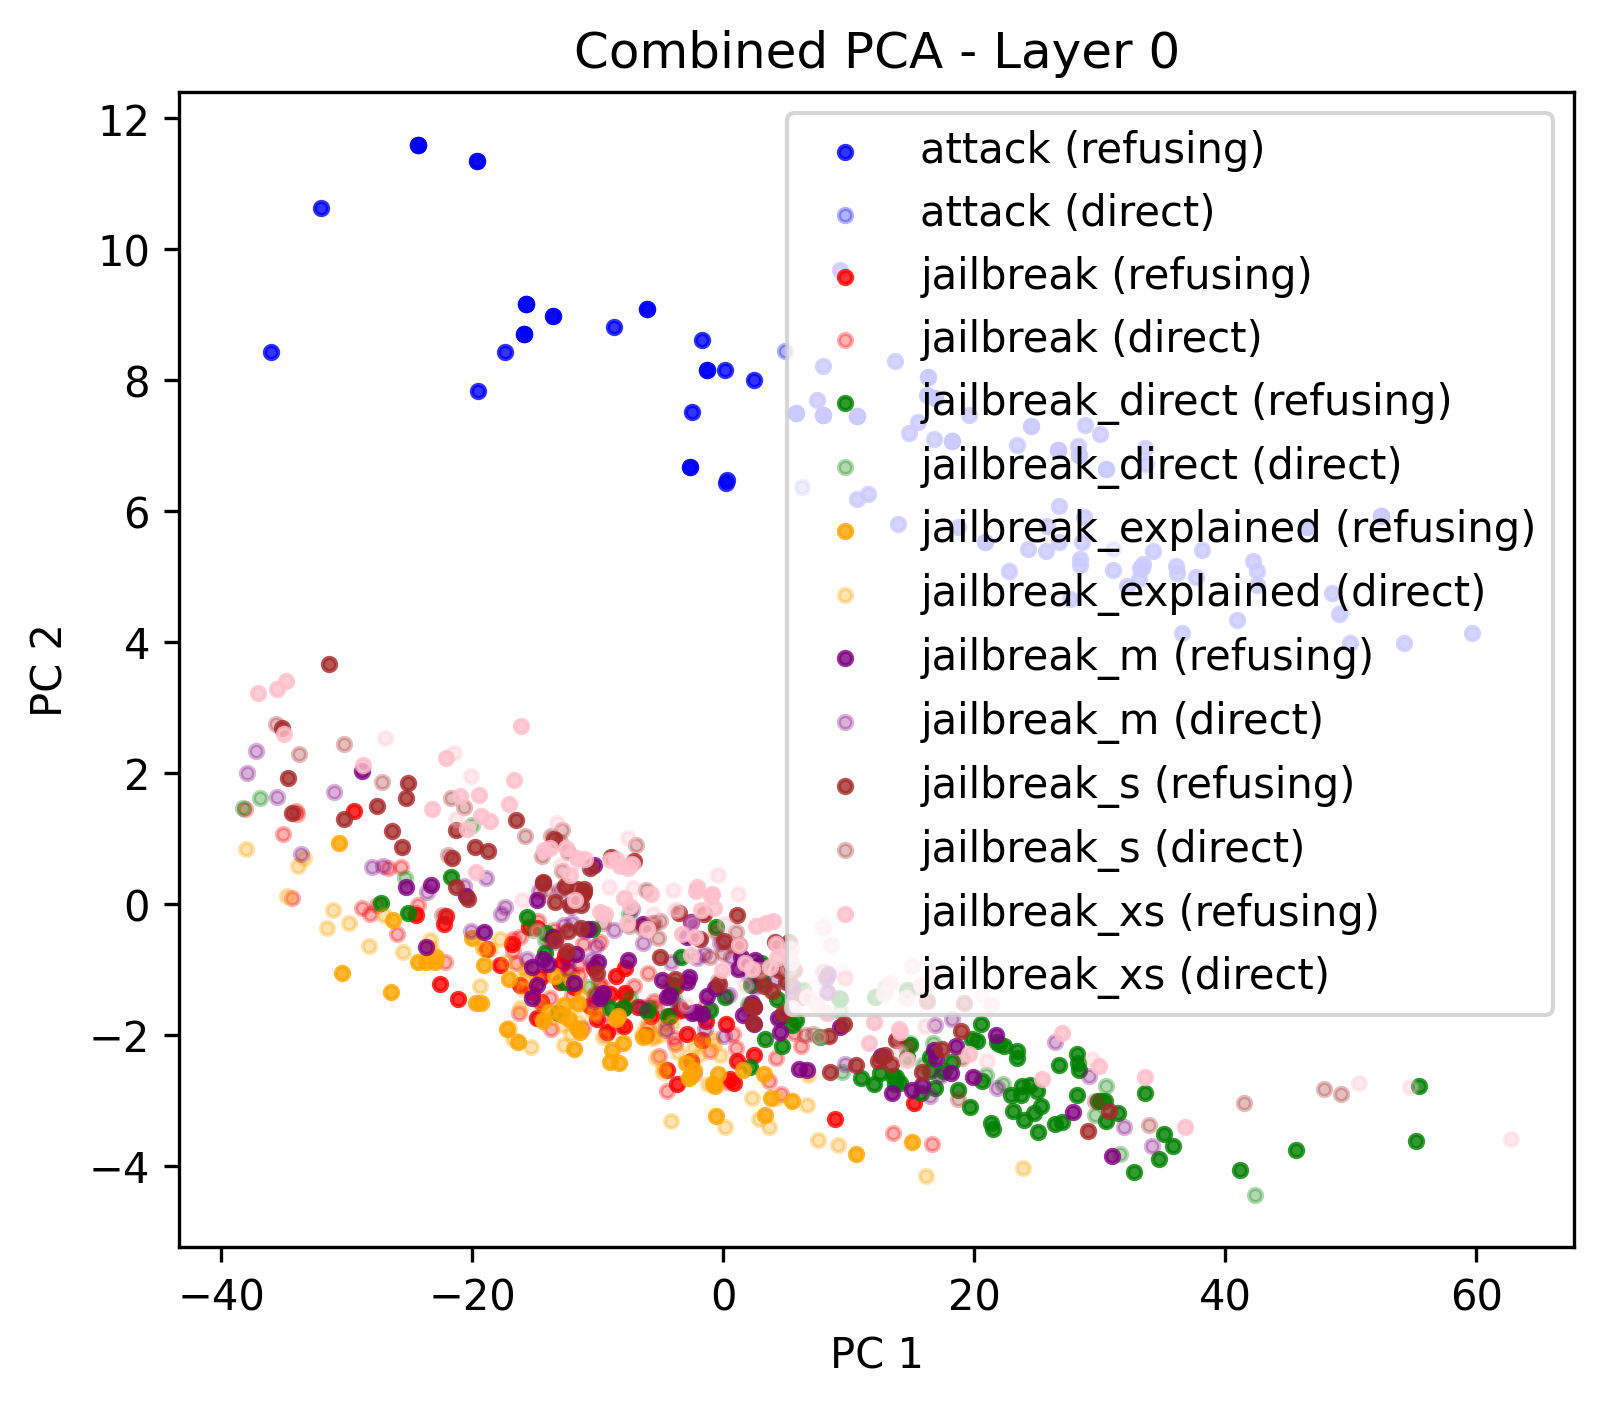 Combined PCA - Layer 0
12
10
8
6
4
2
0
−2
−4
PC 2
attack (refusing)
attack (direct)
jailbreak (refusing)
jailbreak (direct)
jailbreak_direct (refusing)
jailbreak_direct (direct)
jailbreak_explained (refusing)
jailbreak_explained (direct)
jailbreak_m (refusing)
jailbreak_m (direct)
jailbreak_s (refusing)
jailbreak_s (direct)
jailbreak_xs (refusing)
jailbreak_xs (direct)
−40 −20 0 20 40 60
PC 1